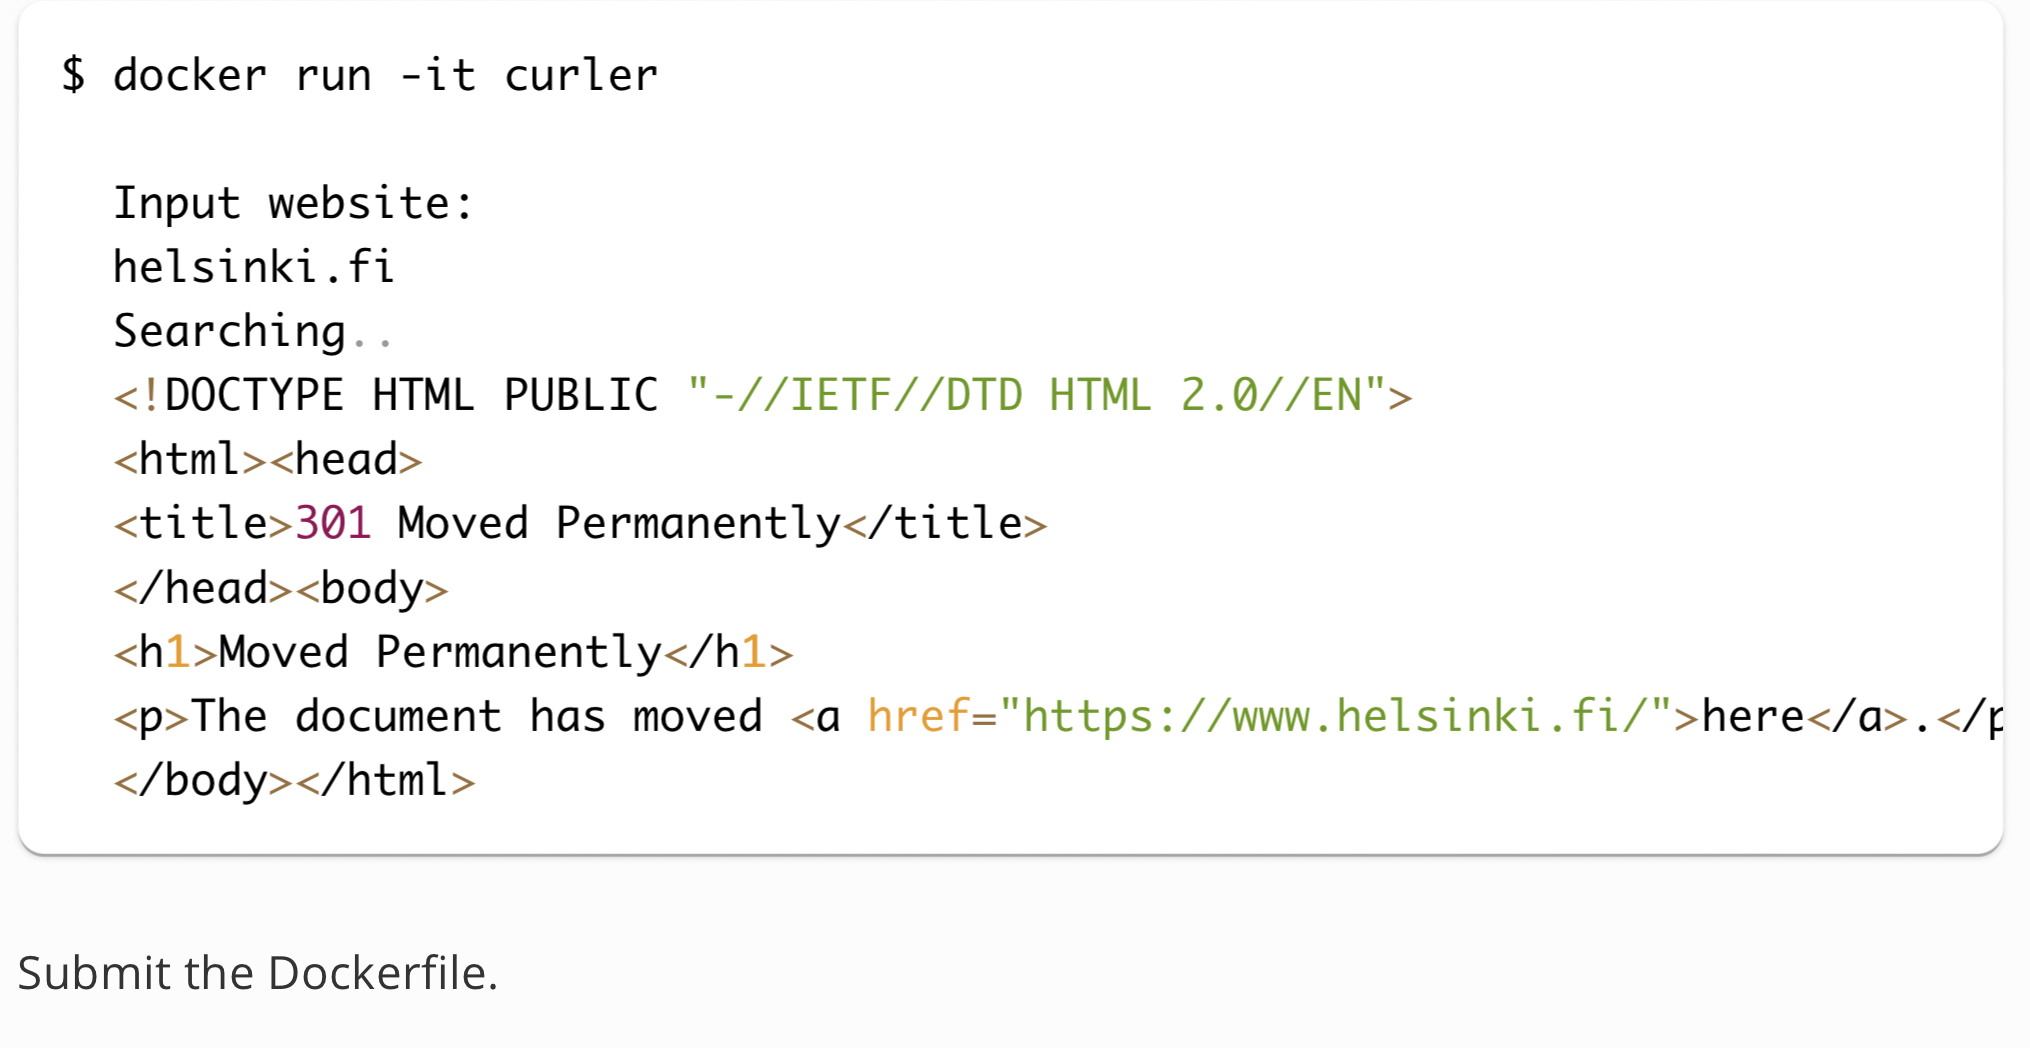 $ docker run -it curler

Input website:
helsinki.fi
Searching..
<!DOCTYPE HTML PUBLIC "-//IETF//DTD HTML 2.0//EN">
<html><head>
<title>301 Moved Permanently</title>
</head><body>
<h1>Moved Permanently</h1>
<p>The document has moved <a href="https://www.helsinki.fi/">here</a>.</p
</body></html>

Submit the Dockerfile.